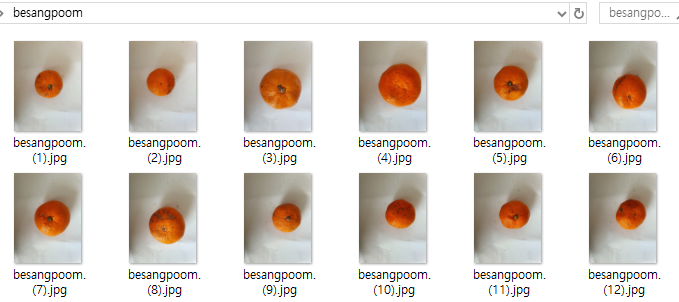 besangpoom
besangpo...
besangpoom.
(1).jpg
besangpoom.
(2).jpg
besangpoom.
(3).jpg
besangpoom.
(4).jpg
besangpoom.
(5).jpg
besangpoom.
(6).jpg
besangpoom.
(7).jpg
besangpoom.
(8).jpg
besangpoom.
(9).jpg
besangpoom.
(10).jpg
besangpoom.
(11).jpg
besangpoom.
(12).jpg